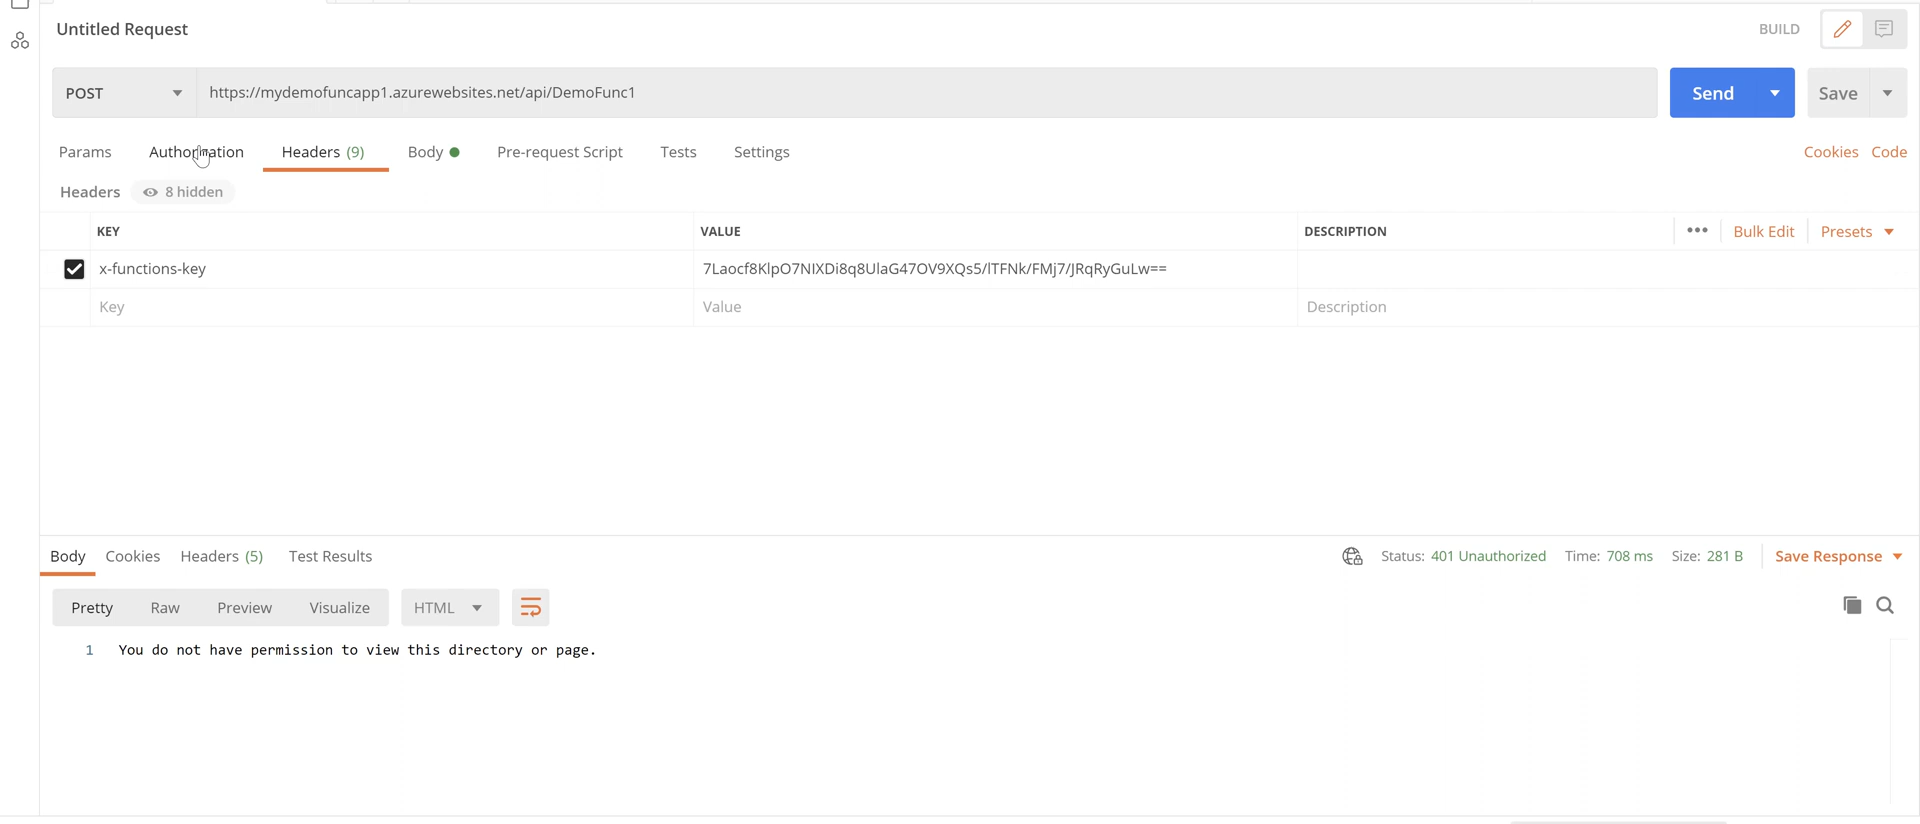 Untitled Request
BUILD
POST
https://mydemofuncapp1.azurewebsites.net/api/DemoFunc1
Send
Save
Params
Authorization
Headers (9)
Body
Pre-request Script
Tests
Settings
Cookies
Code
Headers
8 hidden
KEY
VALUE
DESCRIPTION
•••
Bulk Edit
Presets
x-functions-key
7Laocf8KlpO7NIXDi8q8UlaG47OV9XQs5/lTFNk/FMj7/JRqRyGuLw==
Key
Value
Description
Body
Cookies
Headers (5)
Test Results
Status: 401 Unauthorized
Time: 708 ms
Size: 281 B
Save Response
Pretty
Raw
Preview
Visualize
HTML
1 You do not have permission to view this directory or page.